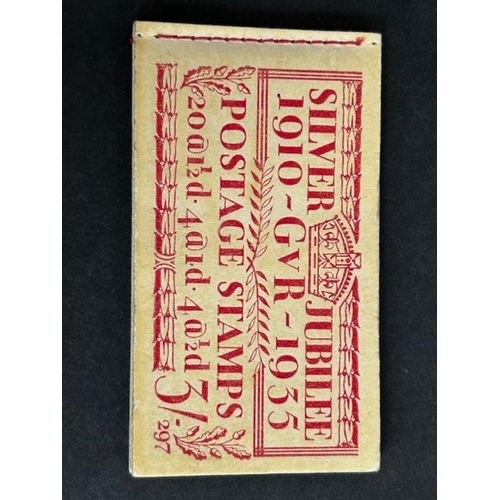 SILVER JUBILEE
1910~GVR~1935
POSTAGE STAMPS
20@1½d·4@1d·4@½d 3/-
297